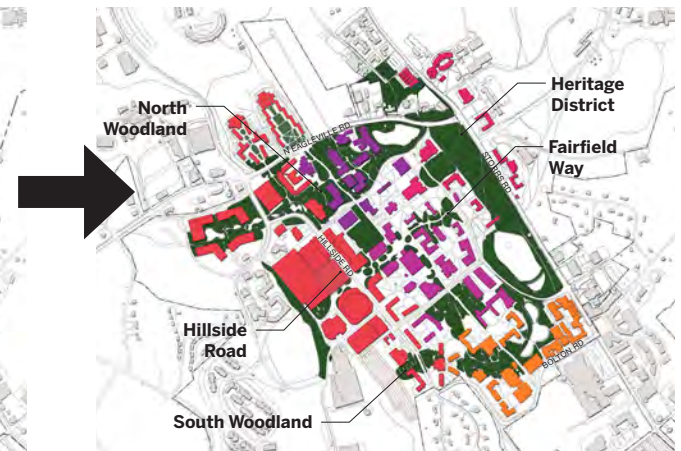 North
Woodland
Heritage
District
Fairfield
Way
N EAGLEVILLE RD
STORRS RD
HILLSIDE RD
Hillside
Road
BOLTON RD
South Woodland